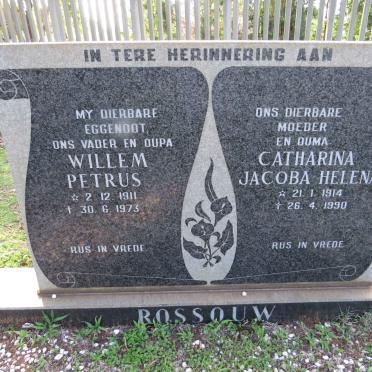 IN TERE HERINNERING AAN
MY DIERBARE
EGGENOOT
ONS VADER EN OUPA
WILLEM
PETRUS
☆ 2.12.1911
✝ 30.6.1973
RUS IN VREDE
ONS DIERBARE
MOEDER
EN OUMA
CATHARINA
JACOBA HELENA
☆ 21.1.1914
✝ 26.4.1990
RUS IN VREDE
ROSSOUW